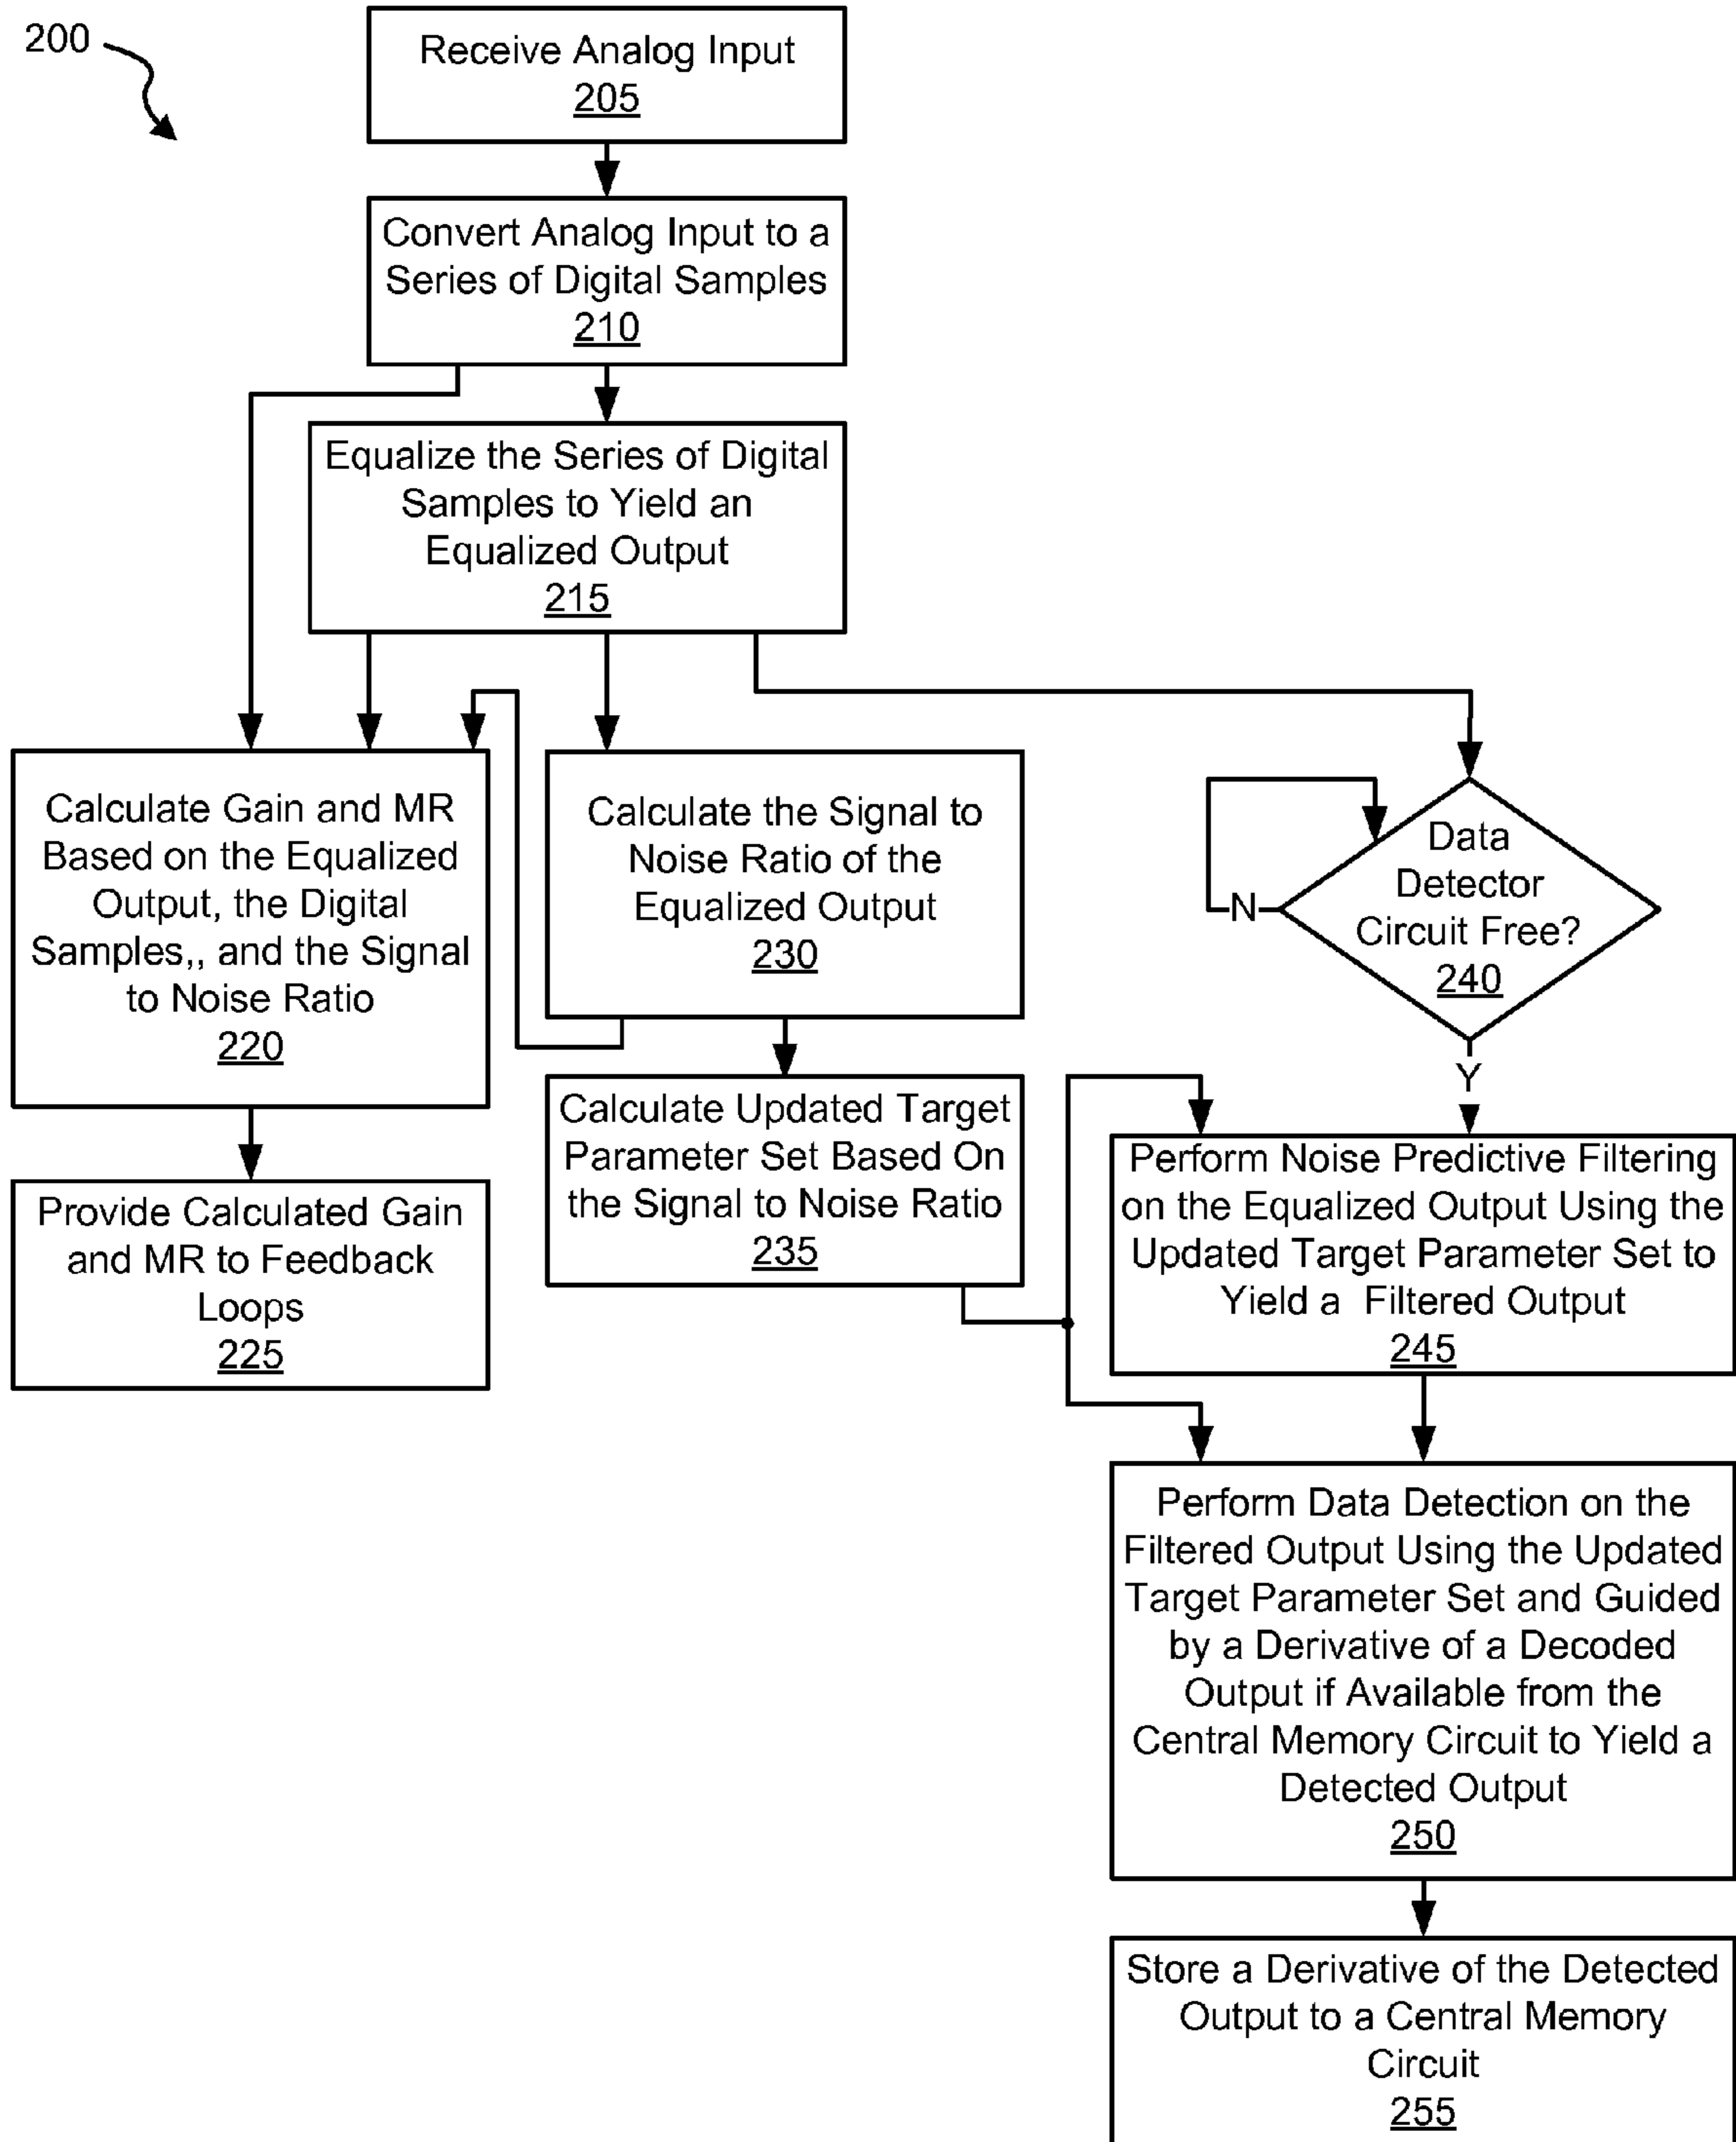 200
Receive Analog Input
205
Convert Analog Input to a
Series of Digital Samples
210
Equalize the Series of Digital
Samples to Yield an
Equalized Output
215
Calculate Gain and MR
Based on the Equalized
Output, the Digital
Samples,, and the Signal
to Noise Ratio
220
Provide Calculated Gain
and MR to Feedback
Loops
225
Calculate the Signal to
Noise Ratio of the
Equalized Output
230
Calculate Updated Target
Parameter Set Based On
the Signal to Noise Ratio
235
Data
Detector
Circuit Free?
240
N
Y
Perform Noise Predictive Filtering
on the Equalized Output Using the
Updated Target Parameter Set to
Yield a Filtered Output
245
Perform Data Detection on the
Filtered Output Using the Updated
Target Parameter Set and Guided
by a Derivative of a Decoded
Output if Available from the
Central Memory Circuit to Yield a
Detected Output
250
Store a Derivative of the Detected
Output to a Central Memory
Circuit
255